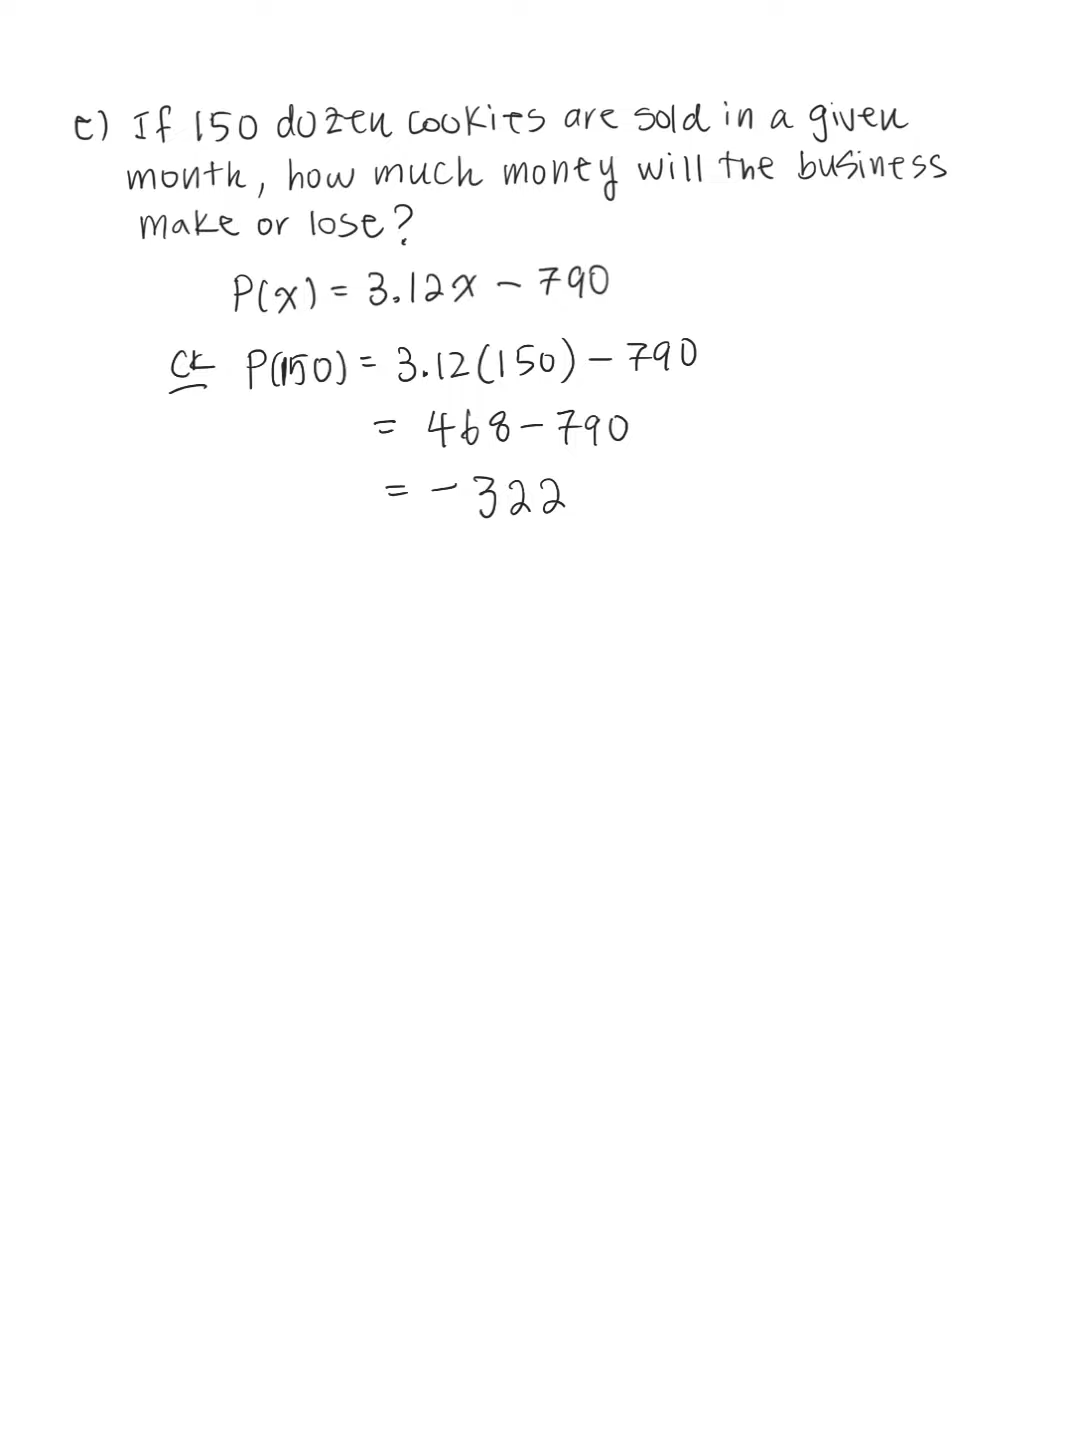 e) If 150 dozen cookies are sold in a given
month, how much money will the business
make or lose?
P(x) = 3.12x - 790
Ck P(150) = 3.12(150) - 790
= 468 - 790
= - 322